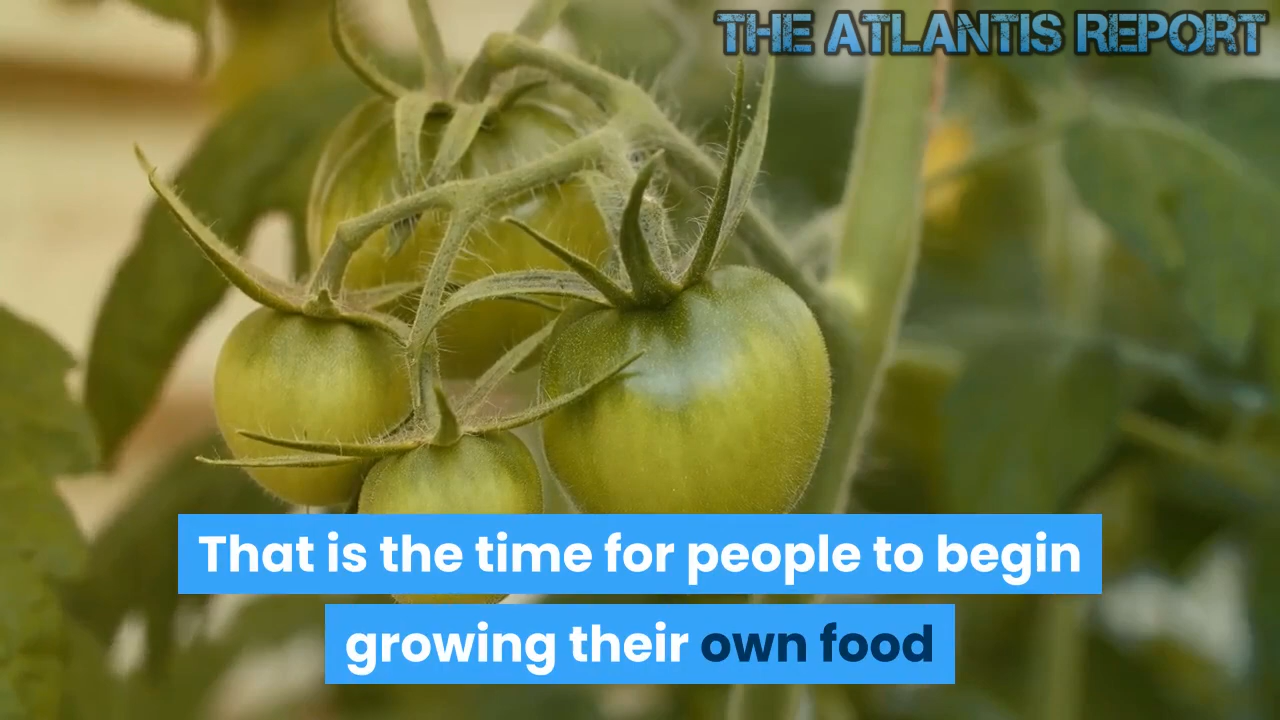 THE ATLANTIS REPORT
That is the time for people to begin
growing their own food